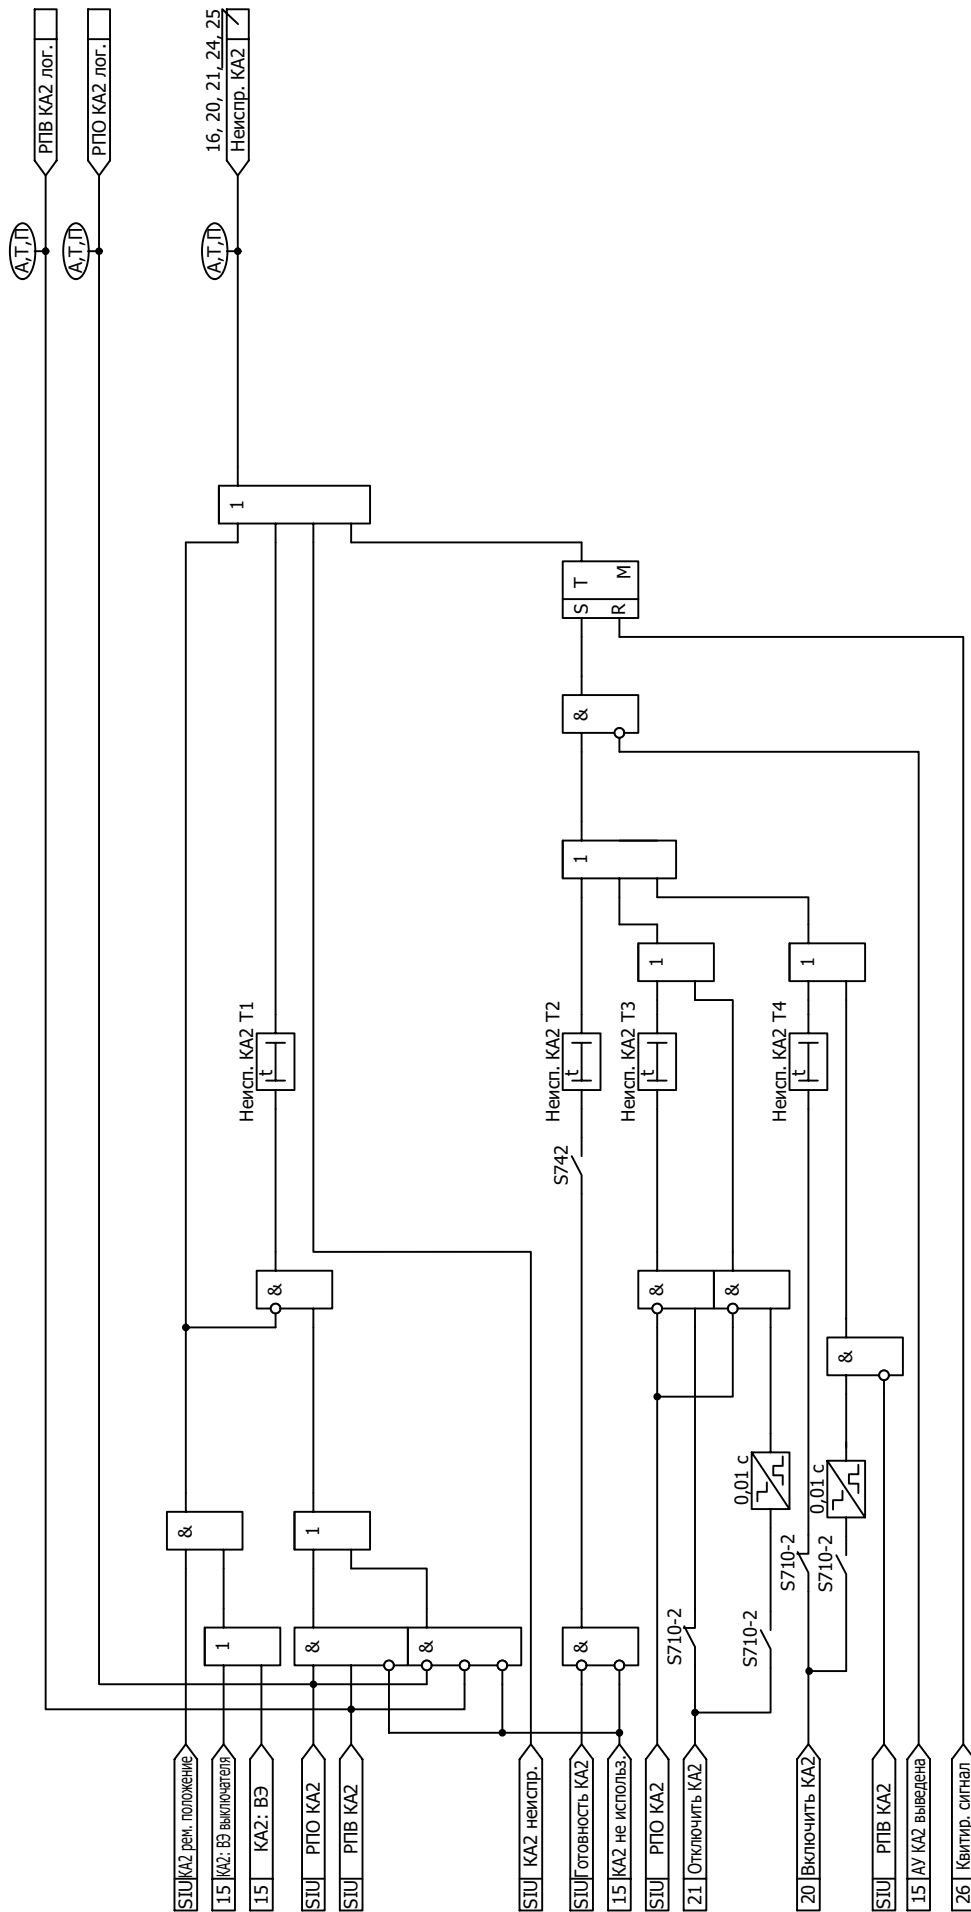 РПВ КА2 лог.
РПО КА2 лог.
16, 20, 21, 24, 25
Неиспр. КА2
А,Т,П
А,Т,П
А,Т,П
1
T
M
S
R
&
1
1
1
Неисп. КА2 Т1
t
Неисп. КА2 Т2
t
Неисп. КА2 Т3
t
Неисп. КА2 Т4
t
S742
&
&
&
&
0,01 с
0,01 с
&
1
S710-2
S710-2
S710-2
S710-2
1
&
&
&
SIU КА2 рем. положение
15 КА2: ВЭ выключателя
15 КА2: ВЭ
SIU РПО КА2
SIU РПВ КА2
SIU КА2 неиспр.
SIU Готовность КА2
15 КА2 не использ.
SIU РПО КА2
21 Отключить КА2
20 Включить КА2
SIU РПВ КА2
15 АУ КА2 выведена
26 Квитир. сигнал